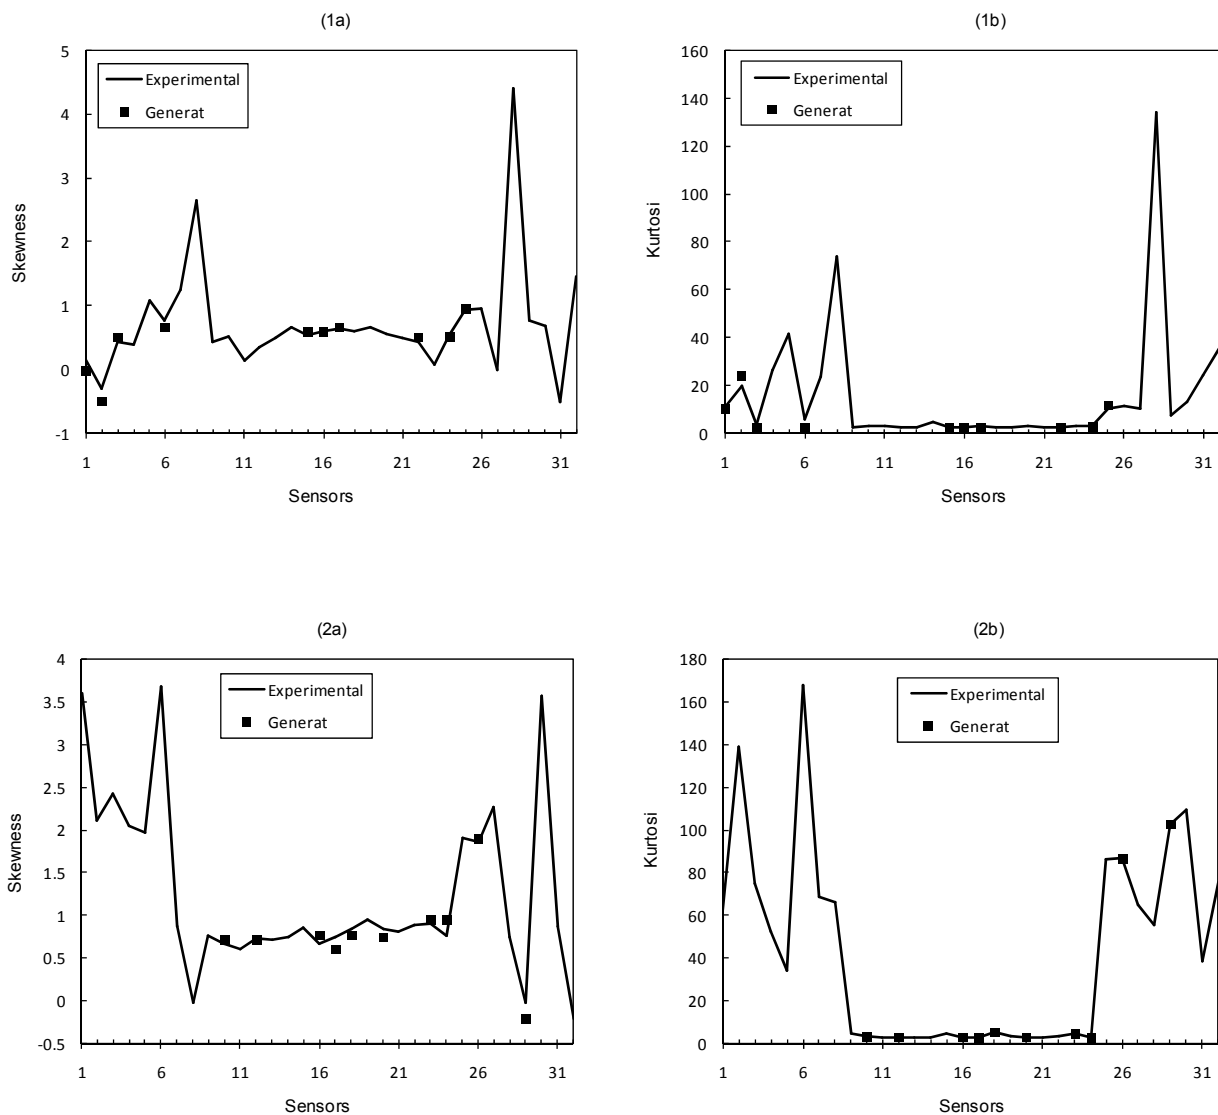 (1a)
5
4
3
2
1
0
-1
Skewness
Experimental
Generat
1 6 11 16 21 26 31
Sensors
(1b)
160
140
120
100
80
60
40
20
0
Kurtosi
Experimental
Generat
1 6 11 16 21 26 31
Sensors
(2a)
4
3.5
3
2.5
2
1.5
1
0.5
0
-0.5
Skewness
Experimental
Generat
1 6 11 16 21 26 31
Sensors
(2b)
180
160
140
120
100
80
60
40
20
0
Kurtosi
Experimental
Generat
1 6 11 16 21 26 31
Sensors